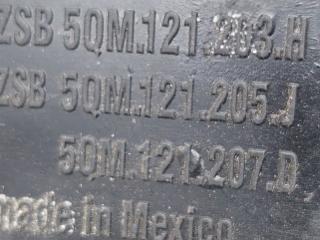 ZSB 5QM.121.203.H
ZSB 5QM.121.205.J
5QM.121.207.D
made in Mexico